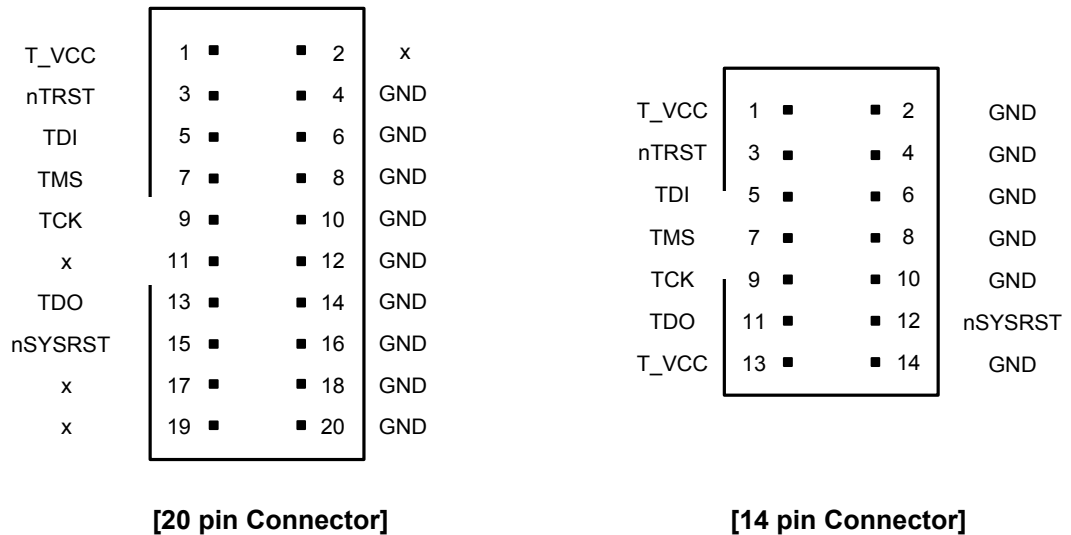 T_VCC 1 2 x
nTRST 3 4 GND
TDI 5 6 GND
TMS 7 8 GND
TCK 9 10 GND
x 11 12 GND
TDO 13 14 GND
nSYSRST 15 16 GND
x 17 18 GND
x 19 20 GND
[20 pin Connector]
T_VCC 1 2 GND
nTRST 3 4 GND
TDI 5 6 GND
TMS 7 8 GND
TCK 9 10 GND
TDO 11 12 nSYSRST
T_VCC 13 14 GND
[14 pin Connector]